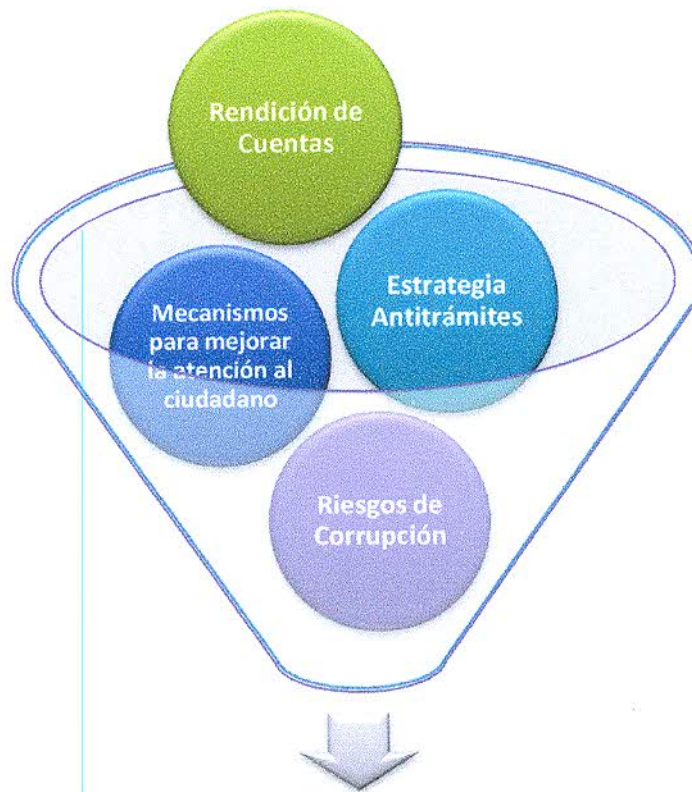 Rendición de
Cuentas
Estrategia
Antitrámites
Mecanismos
para mejorar
la atención al
ciudadano
Riesgos de
Corrupción